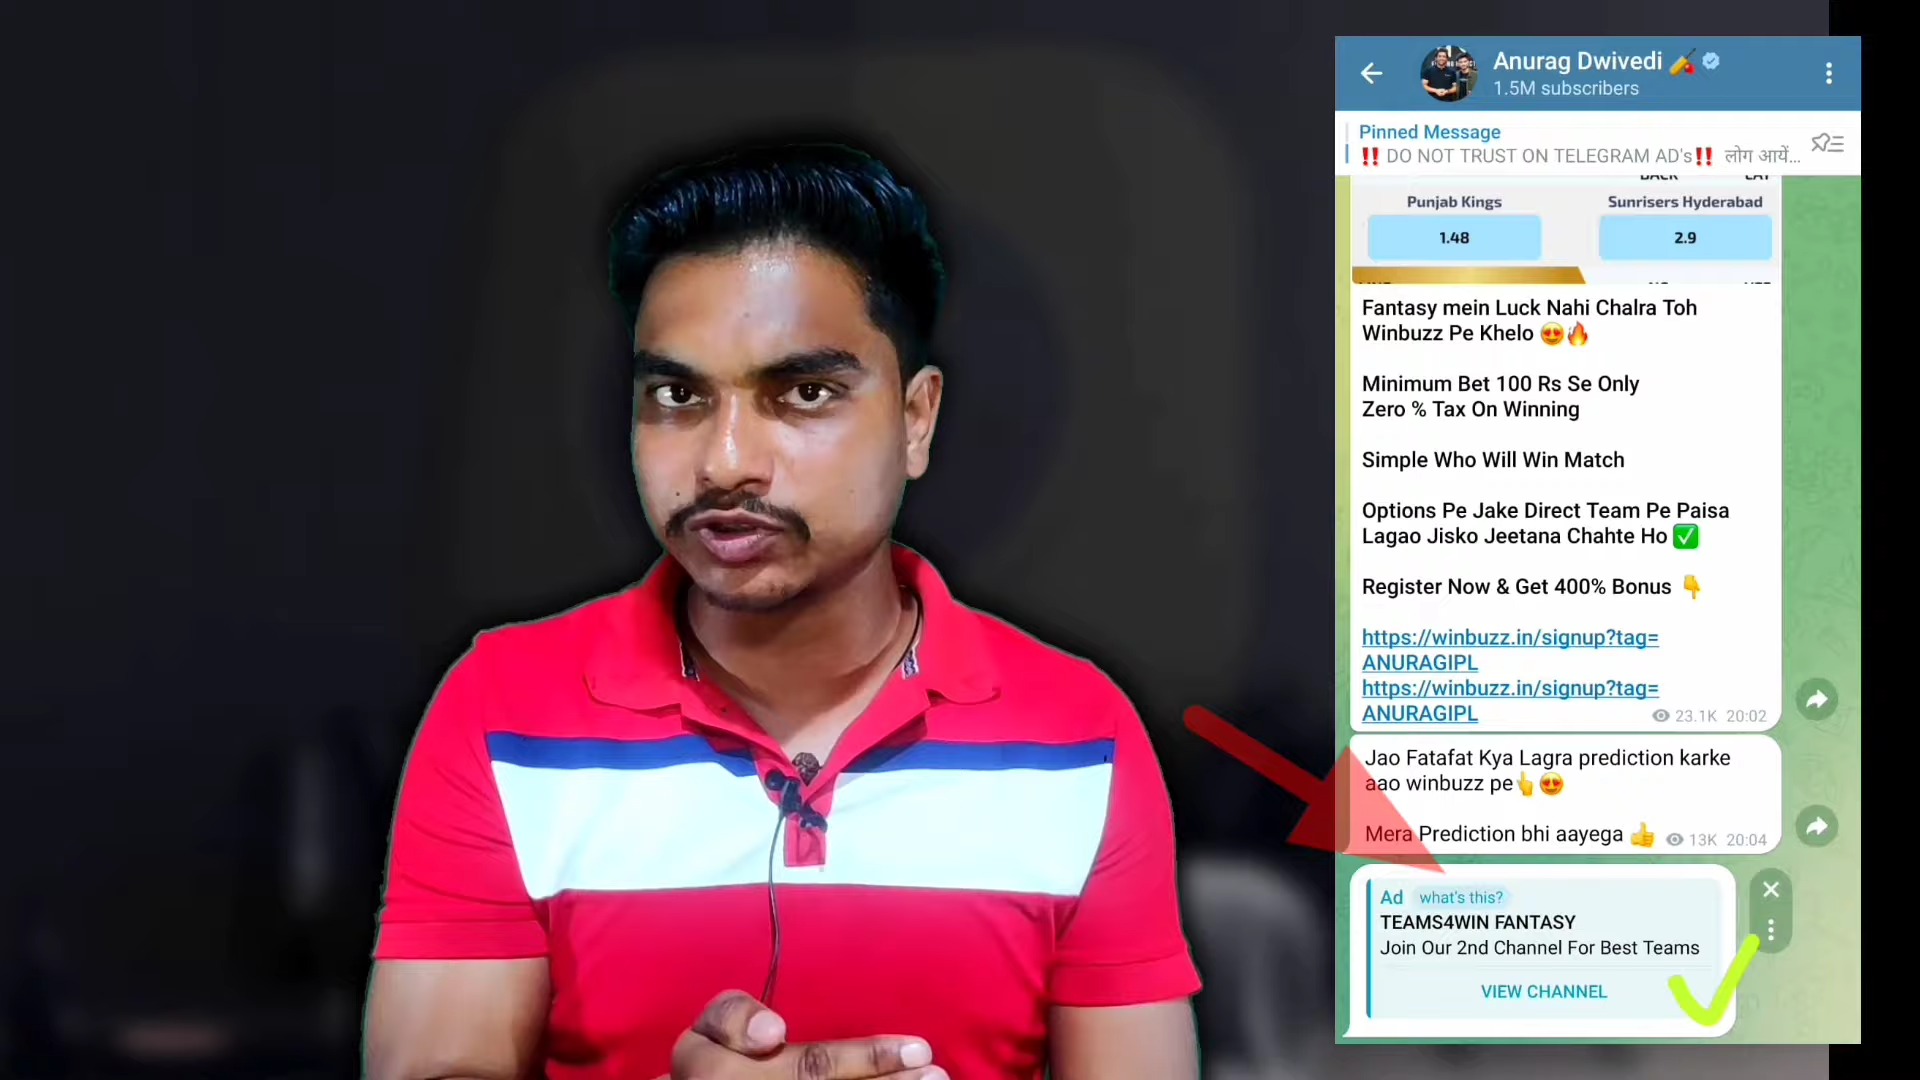 Anurag Dwivedi
1.5M subscribers
Pinned Message
‼️ DO NOT TRUST ON TELEGRAM AD's‼️ लोग आयें...
BACK LAY
Punjab Kings Sunrisers Hyderabad
1.48 2.9
Fantasy mein Luck Nahi Chalra Toh
Winbuzz Pe Khelo 😍🔥
Minimum Bet 100 Rs Se Only
Zero % Tax On Winning
Simple Who Will Win Match
Options Pe Jake Direct Team Pe Paisa
Lagao Jisko Jeetana Chahte Ho ✅
Register Now & Get 400% Bonus 👇
https://winbuzz.in/signup?tag=
ANURAGIPL
https://winbuzz.in/signup?tag=
ANURAGIPL
23.1K 20:02
Jao Fatafat Kya Lagra prediction karke
aao winbuzz pe👆😍
Mera Prediction bhi aayega 👍 13K 20:04
Ad what's this?
TEAMS4WIN FANTASY
Join Our 2nd Channel For Best Teams
VIEW CHANNEL